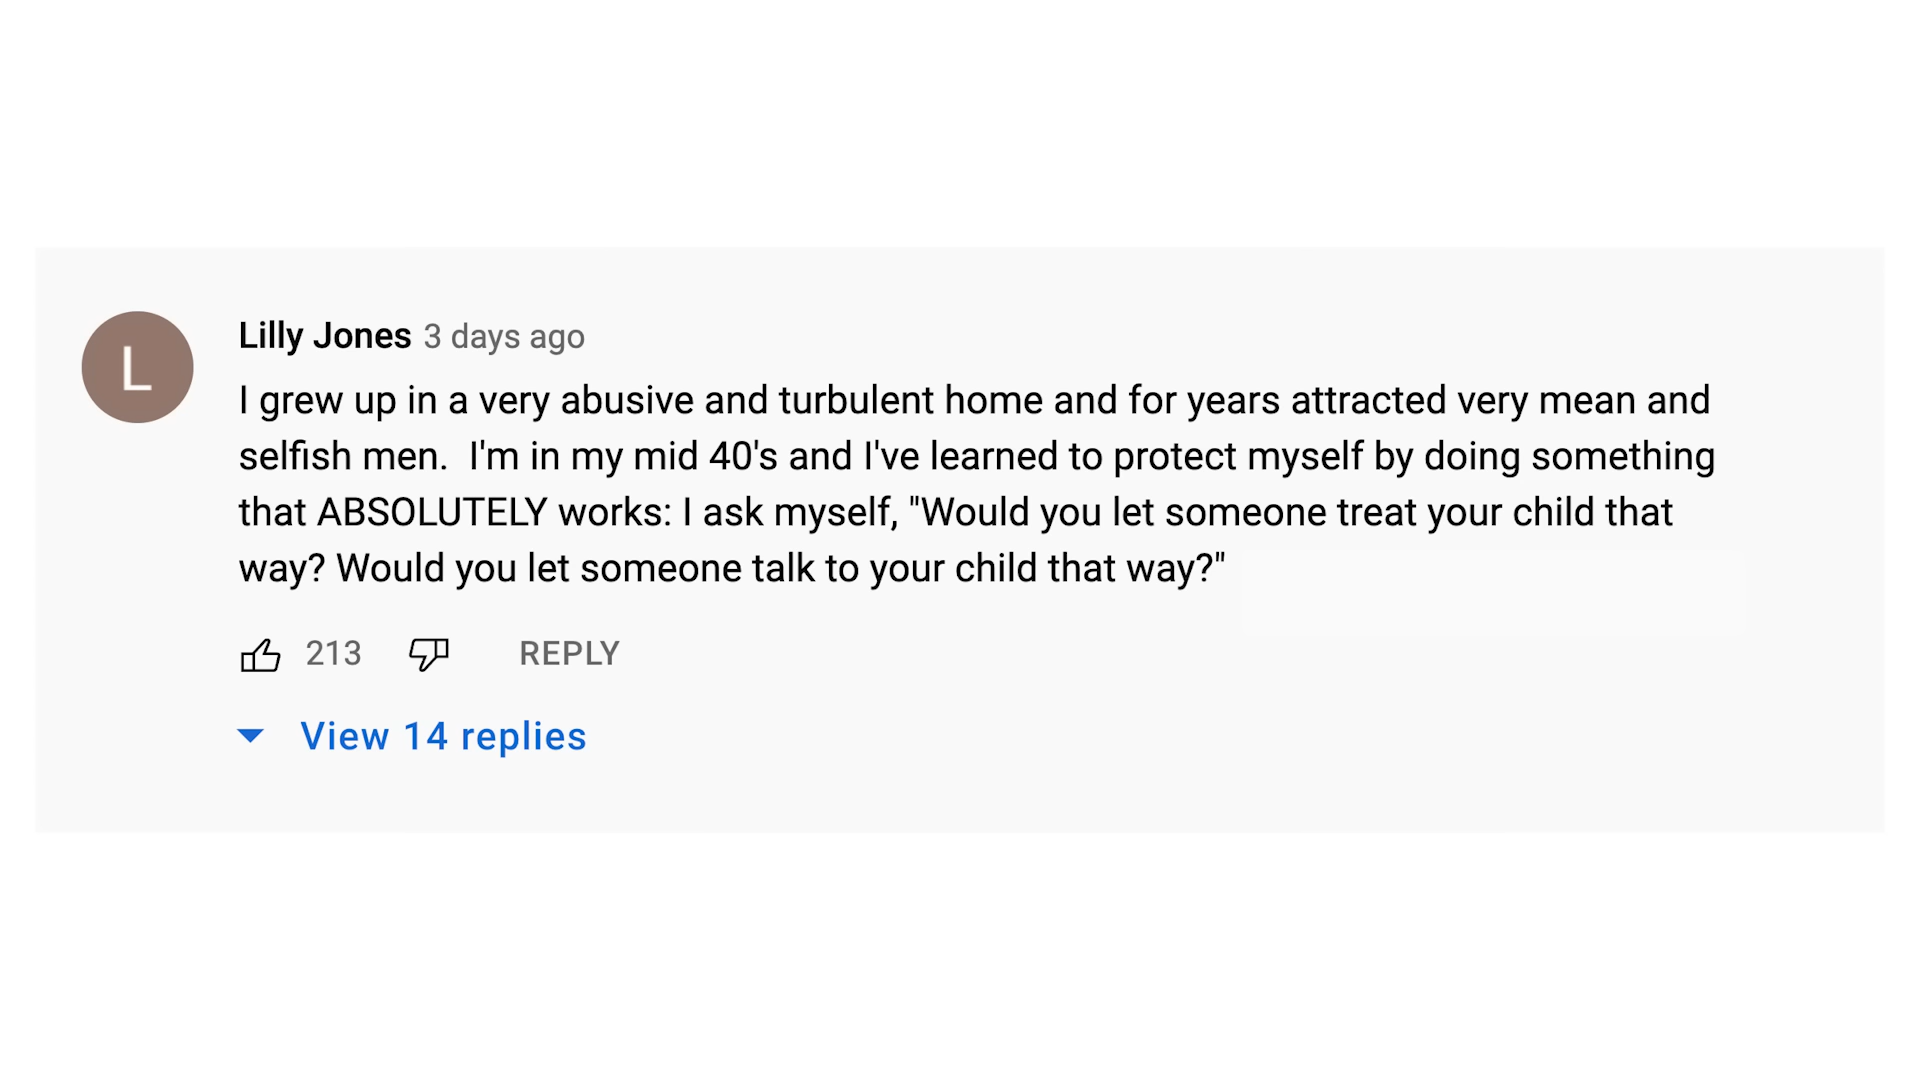 L
Lilly Jones 3 days ago
I grew up in a very abusive and turbulent home and for years attracted very mean and
selfish men.  I'm in my mid 40's and I've learned to protect myself by doing something
that ABSOLUTELY works: I ask myself, "Would you let someone treat your child that
way? Would you let someone talk to your child that way?"
213 REPLY
View 14 replies